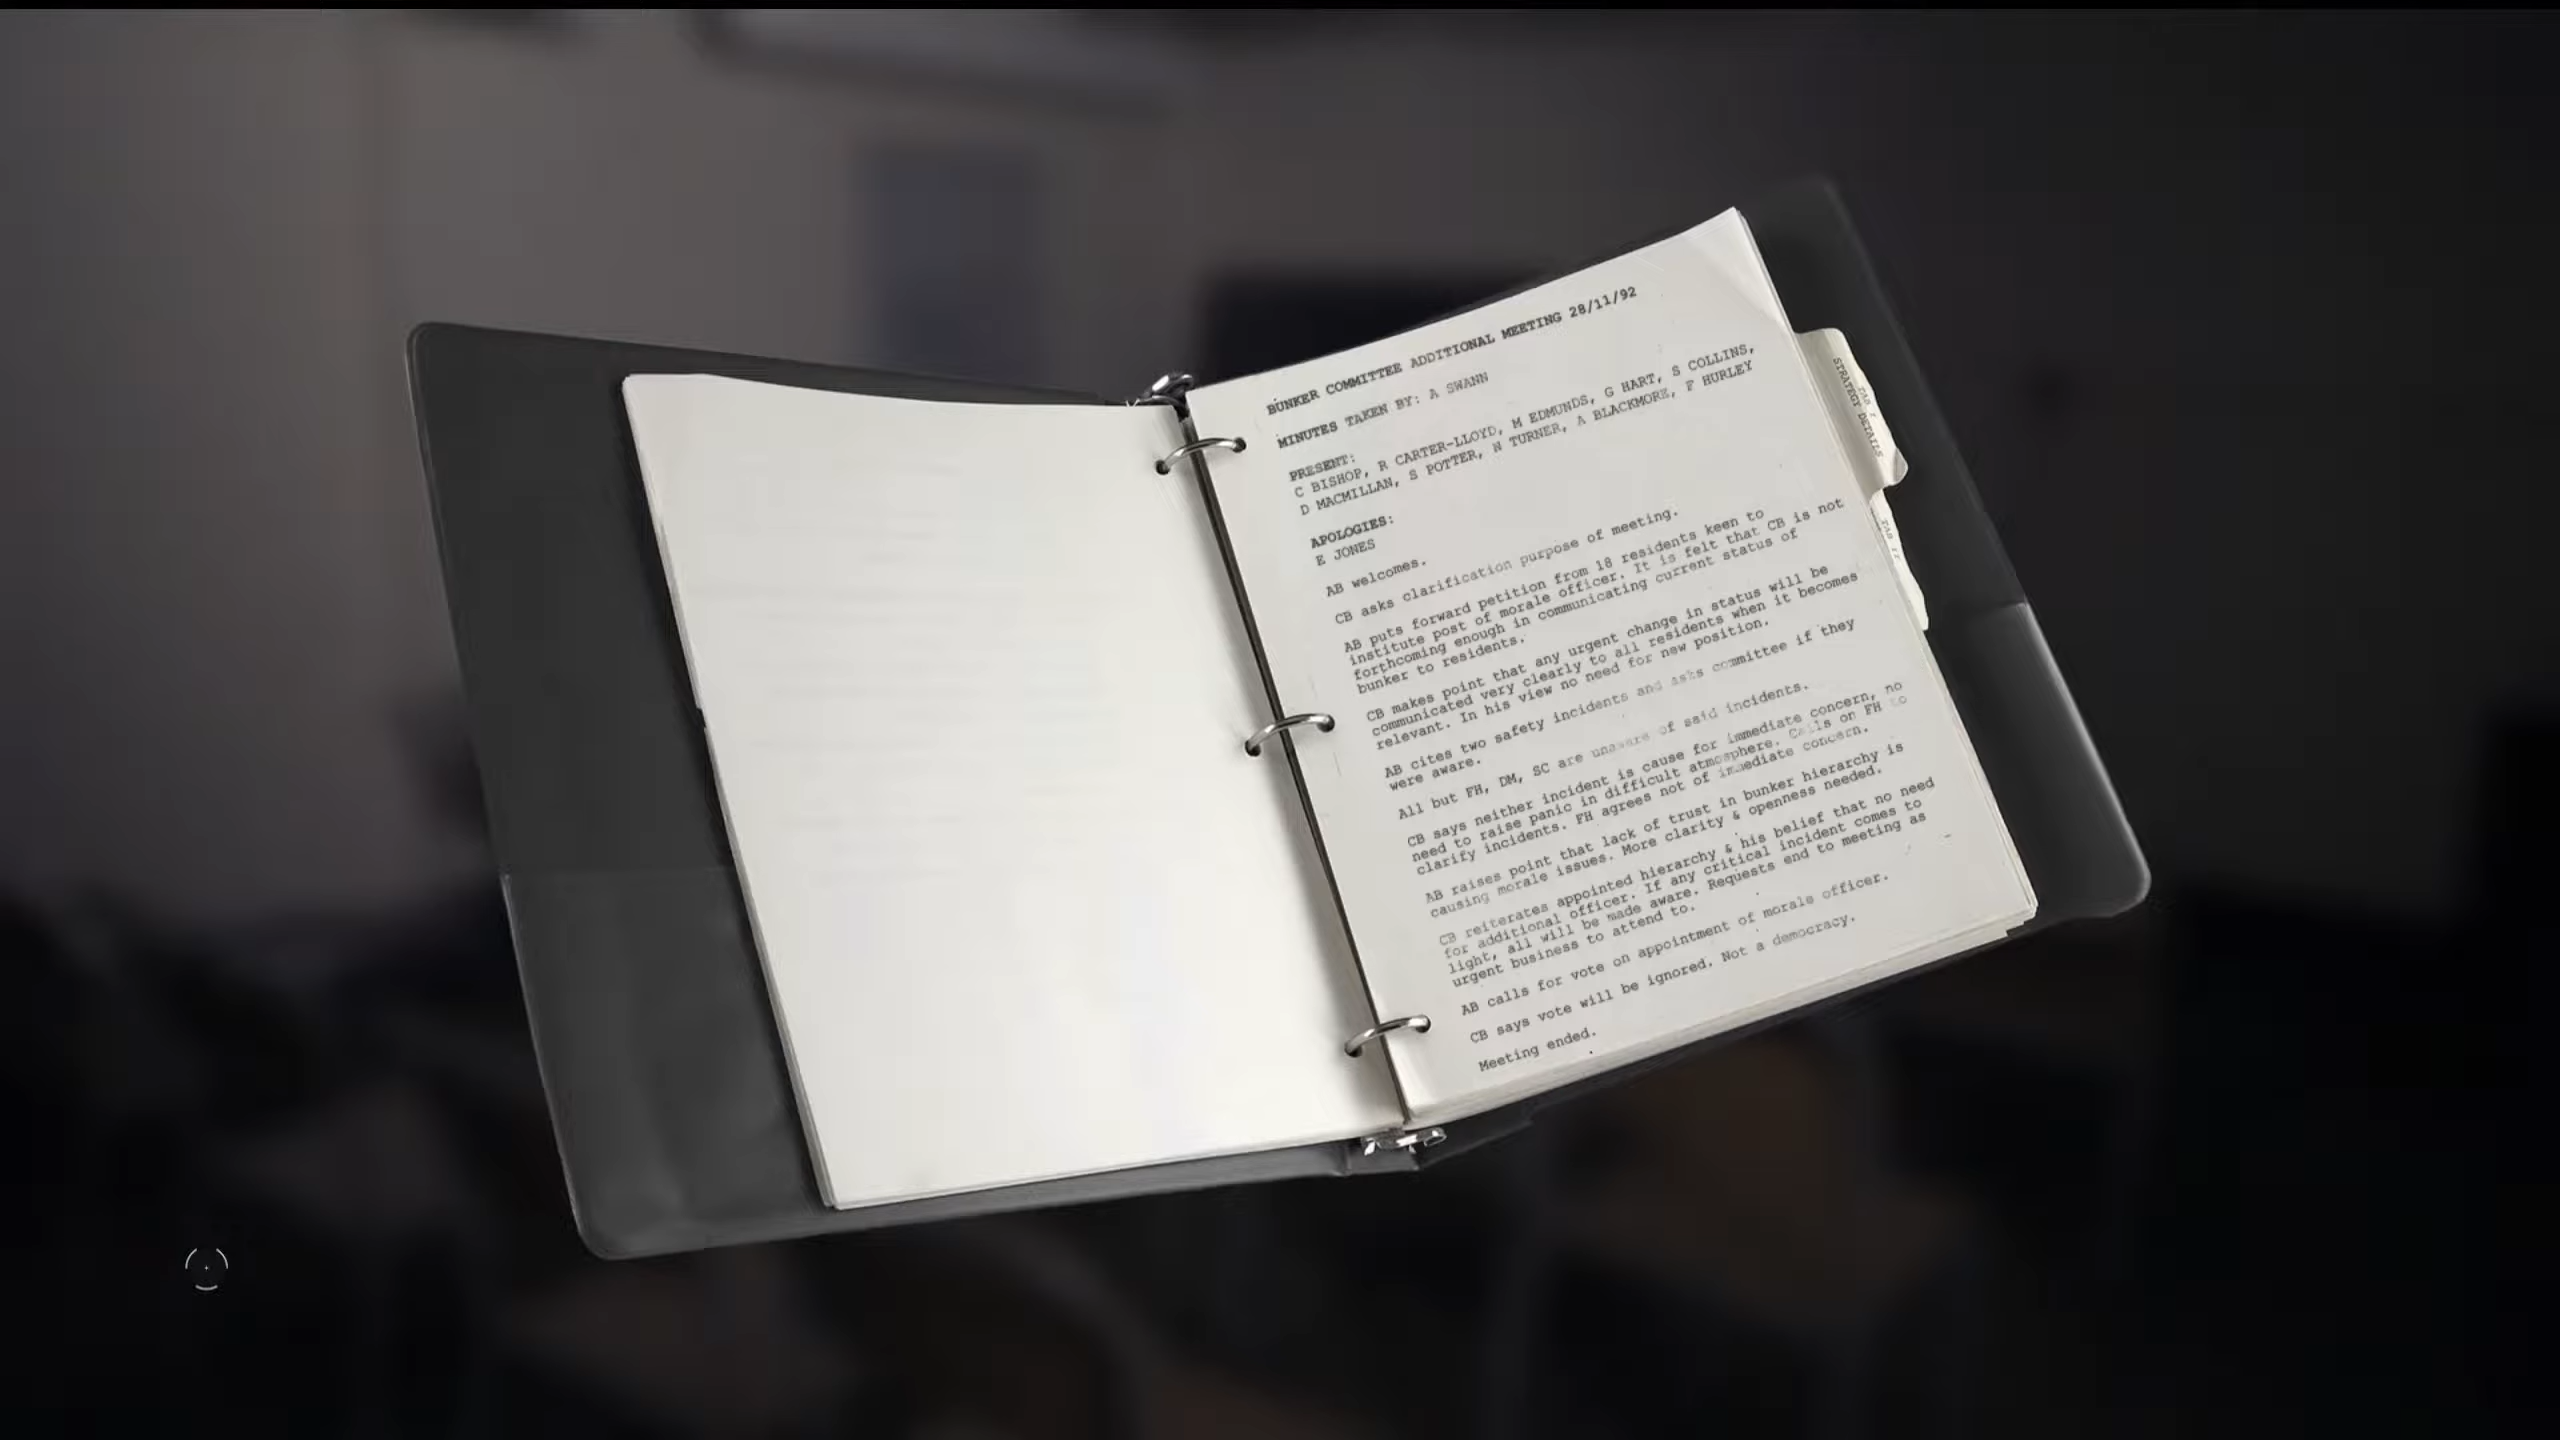 BUNKER COMMITTEE ADDITIONAL MEETING 28/11/92
MINUTES TAKEN BY: A SWANN
PRESENT:
C BISHOP, R CARTER-LLOYD, M EDMUNDS, G HART, S COLLINS,
D MACMILLAN, S POTTER, N TURNER, A BLACKMORE, F HURLEY
APOLOGIES:
E JONES
AB welcomes.
CB asks clarification purpose of meeting.
AB puts forward petition from 18 residents keen to
institute post of morale officer. It is felt that CB is not
forthcoming enough in communicating current status of
bunker to residents.
CB makes point that any urgent change in status will be
communicated very clearly to all residents when it becomes
relevant. In his view no need for new position.
AB cites two safety incidents and asks committee if they
were aware.
All but FH, DM, SC are unaware of said incidents.
CB says neither incident is cause for immediate concern, no
need to raise panic in difficult atmosphere. Calls on FH to
clarify incidents. FH agrees not of immediate concern.
AB raises point that lack of trust in bunker hierarchy is
causing morale issues. More clarity & openness needed.
CB reiterates appointed hierarchy & his belief that no need
for additional officer. If any critical incident comes to
light, all will be made aware. Requests end to meeting as
urgent business to attend to.
AB calls for vote on appointment of morale officer.
CB says vote will be ignored. Not a democracy.
Meeting ended.
TAB I
STRATEGY DETAILS
TAB II